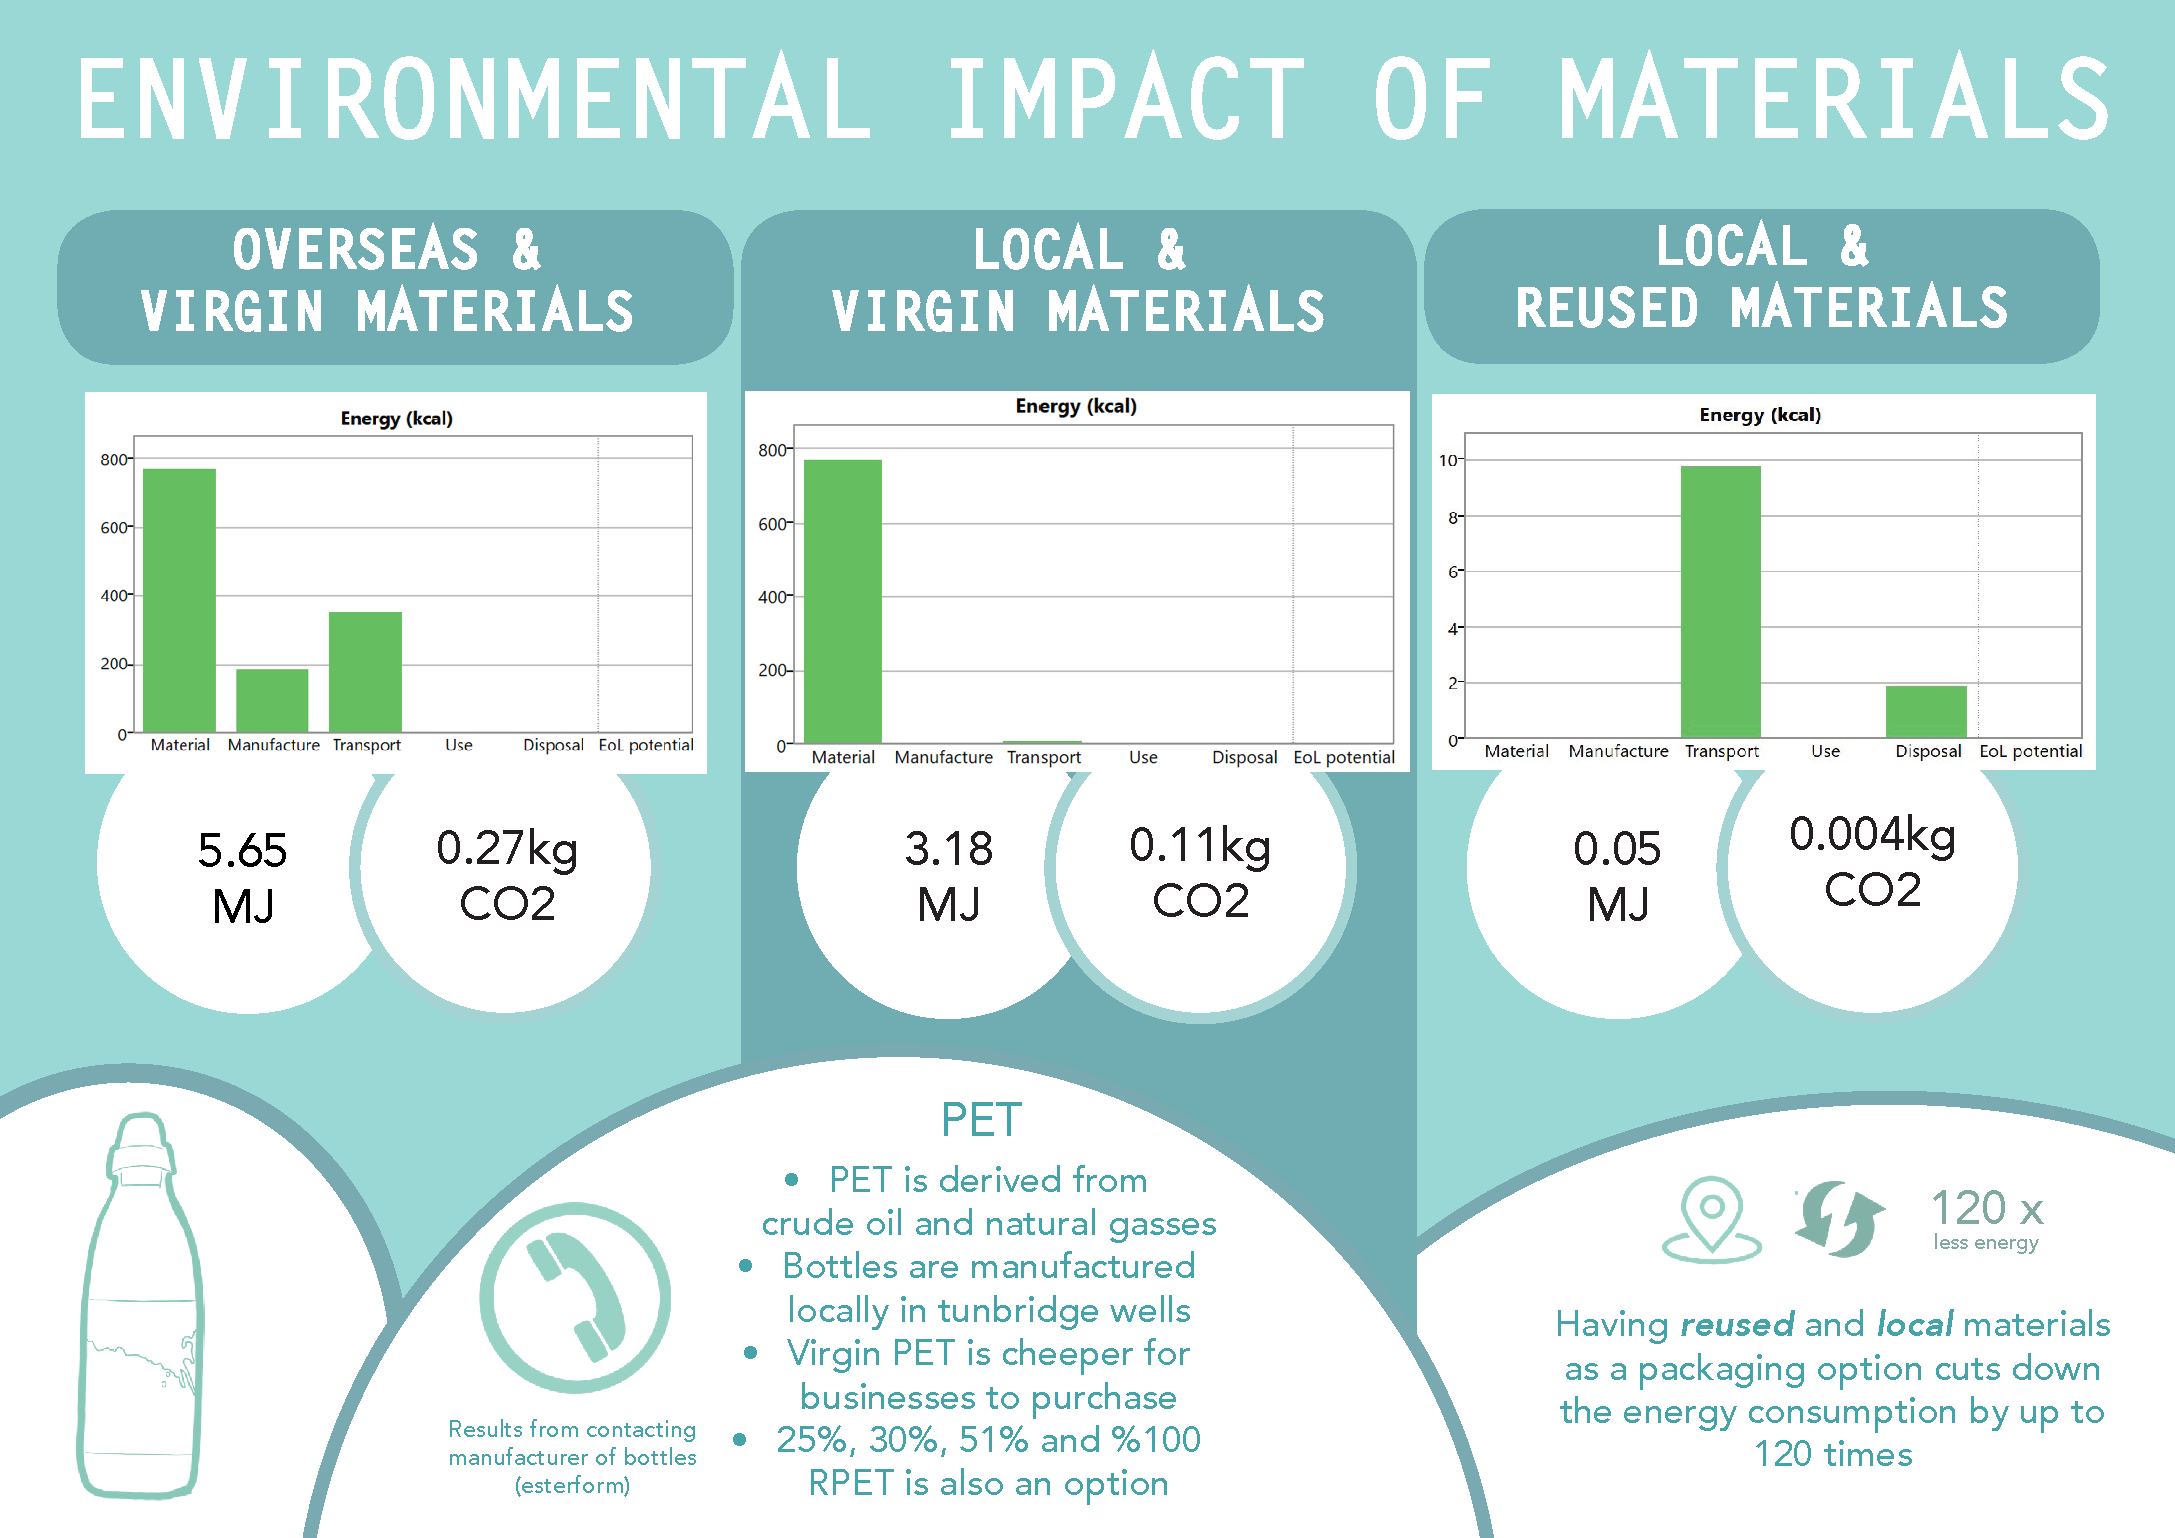 ENVIRONMENTAL IMPACT OF MATERIALS
OVERSEAS &
VIRGIN MATERIALS
Energy (kcal)
800
600
400
200
0
Material Manufacture Transport Use Disposal EoL potential
5.65
MJ
0.27kg
CO2
LOCAL &
VIRGIN MATERIALS
Energy (kcal)
800
600
400
200
0
Material Manufacture Transport Use Disposal EoL potential
3.18
MJ
0.11kg
CO2
LOCAL &
REUSED MATERIALS
Energy (kcal)
10
8
6
4
2
0
Material Manufacture Transport Use Disposal EoL potential
0.05
MJ
0.004kg
CO2
Results from contacting
manufacturer of bottles
(esterform)
PET
• PET is derived from
crude oil and natural gasses
• Bottles are manufactured
locally in tunbridge wells
• Virgin PET is cheeper for
businesses to purchase
• 25%, 30%, 51% and %100
RPET is also an option
120 x
less energy
Having reused and local materials
as a packaging option cuts down
the energy consumption by up to
120 times